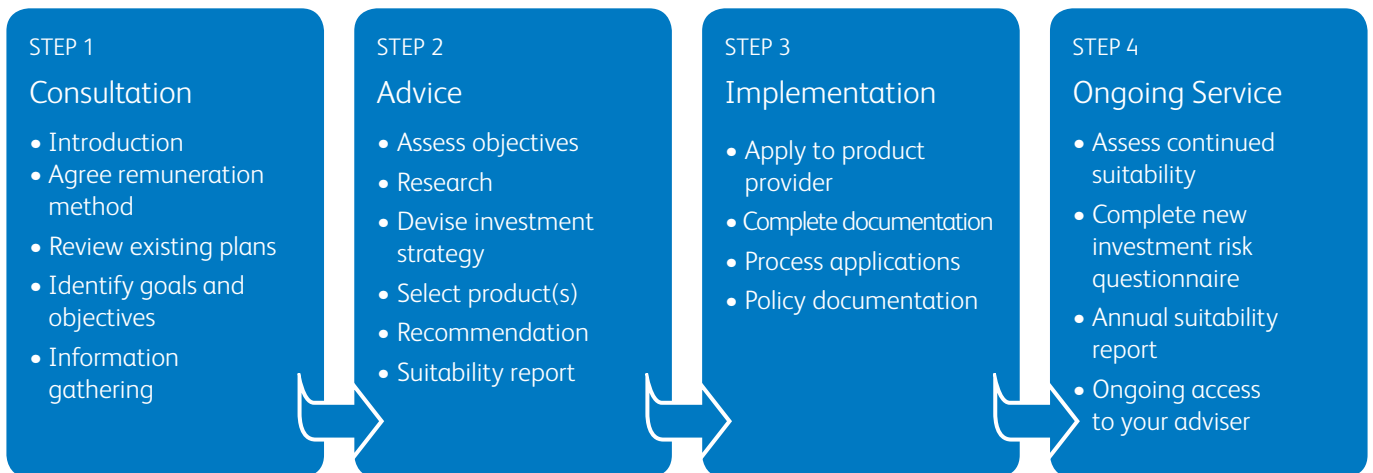 STEP 1
Consultation
• Introduction
• Agree remuneration
method
• Review existing plans
• Identify goals and
objectives
• Information
gathering
STEP 2
Advice
• Assess objectives
• Research
• Devise investment
strategy
• Select product(s)
• Recommendation
• Suitability report
STEP 3
Implementation
• Apply to product
provider
• Complete documentation
• Process applications
• Policy documentation
STEP 4
Ongoing Service
• Assess continued
suitability
• Complete new
investment risk
questionnaire
• Annual suitability
report
• Ongoing access
to your adviser